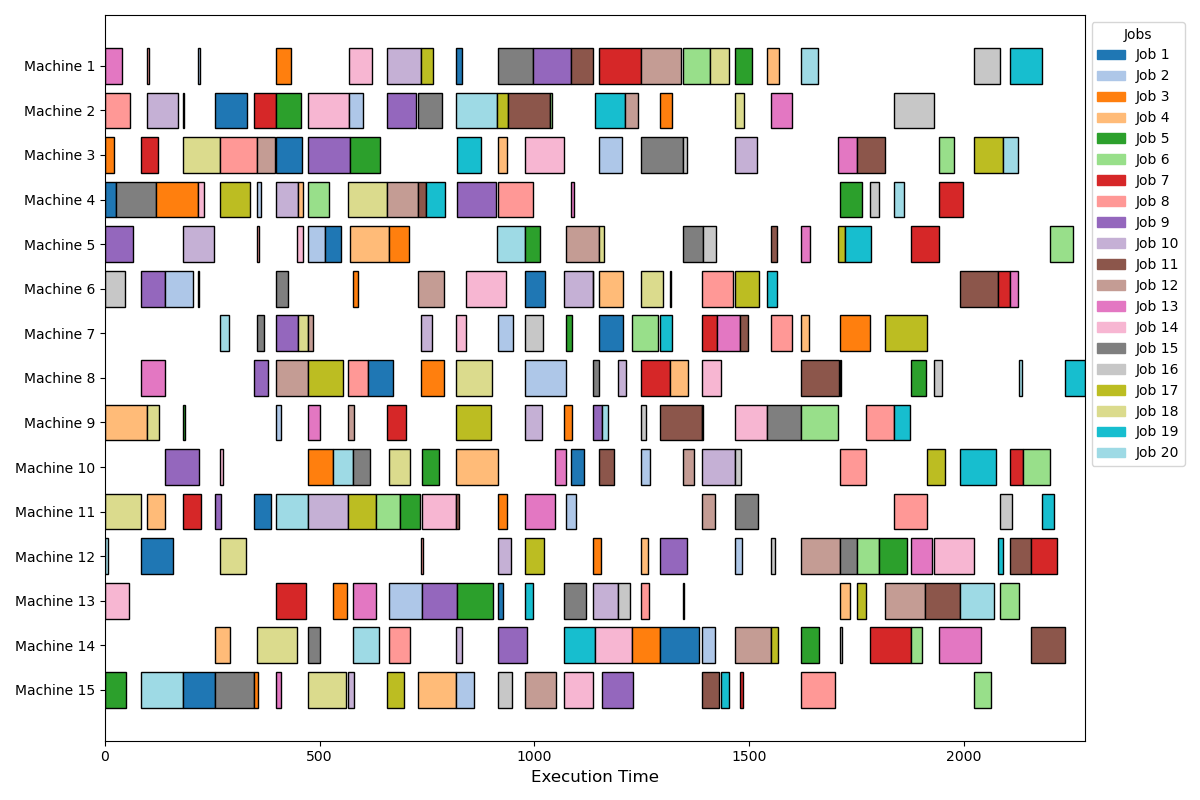 Machine 1
Machine 2
Machine 3
Machine 4
Machine 5
Machine 6
Machine 7
Machine 8
Machine 9
Machine 10
Machine 11
Machine 12
Machine 13
Machine 14
Machine 15
0 500 1000 1500 2000
Execution Time
Jobs
Job 1
Job 2
Job 3
Job 4
Job 5
Job 6
Job 7
Job 8
Job 9
Job 10
Job 11
Job 12
Job 13
Job 14
Job 15
Job 16
Job 17
Job 18
Job 19
Job 20